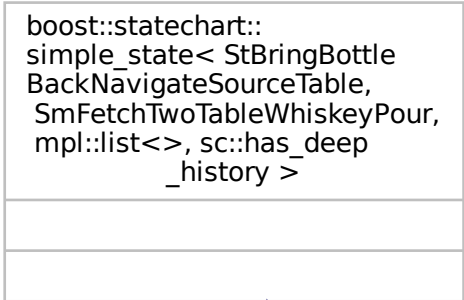 boost::statechart::
simple_state< StBringBottle
BackNavigateSourceTable,
SmFetchTwoTableWhiskeyPour,
mpl::list<>, sc::has_deep
_history >